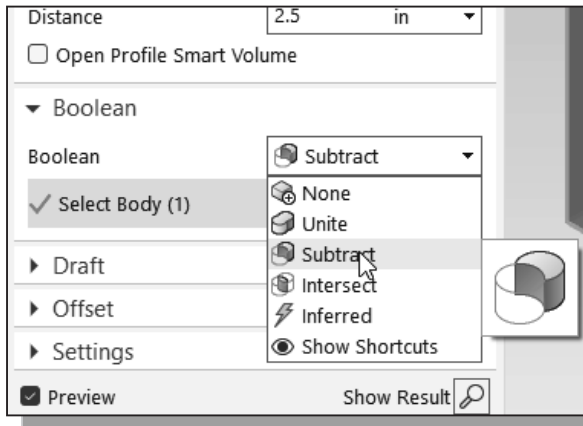 Distance 2.5 in
Open Profile Smart Volume
Boolean
Boolean Subtract
None
Select Body (1)
Unite
Subtract
Draft
Intersect
Offset
Inferred
Settings
Show Shortcuts
Preview Show Result